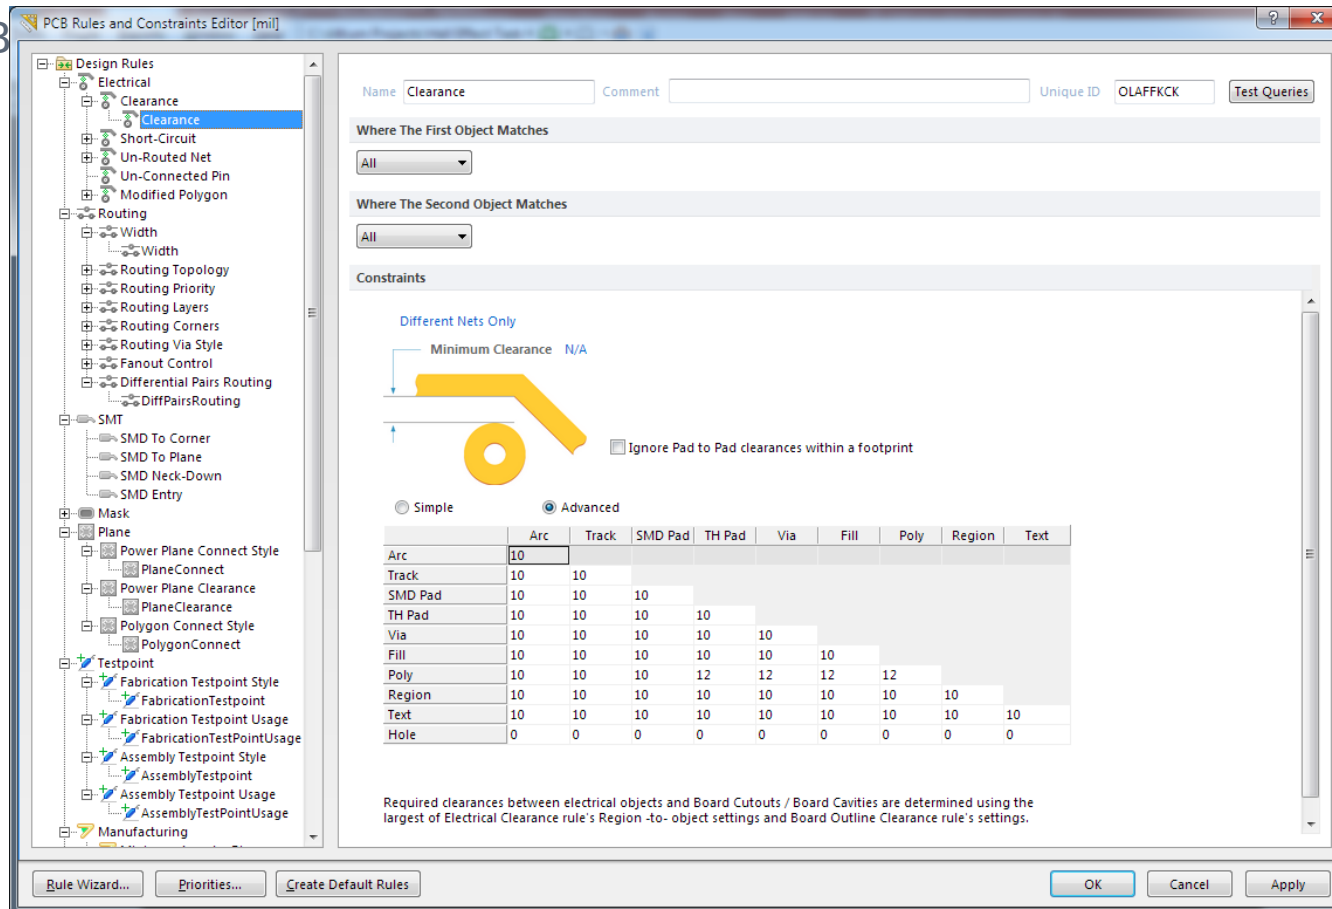 3
PCB Rules and Constraints Editor [mil]
? X
Design Rules
Electrical
Clearance
Clearance
Short-Circuit
Un-Routed Net
Un-Connected Pin
Modified Polygon
Routing
Width
Width
Routing Topology
Routing Priority
Routing Layers
Routing Corners
Routing Via Style
Fanout Control
Differential Pairs Routing
DiffPairsRouting
SMT
SMD To Corner
SMD To Plane
SMD Neck-Down
SMD Entry
Mask
Plane
Power Plane Connect Style
PlaneConnect
Power Plane Clearance
PlaneClearance
Polygon Connect Style
PolygonConnect
Testpoint
Fabrication Testpoint Style
FabricationTestpoint
Fabrication Testpoint Usage
FabricationTestPointUsage
Assembly Testpoint Style
AssemblyTestpoint
Assembly Testpoint Usage
AssemblyTestPointUsage
Manufacturing
Name Clearance Comment Unique ID OLAFFKCK Test Queries
Where The First Object Matches
All
Where The Second Object Matches
All
Constraints
Different Nets Only
Minimum Clearance N/A
Ignore Pad to Pad clearances within a footprint
Simple Advanced
Arc Track SMD Pad TH Pad Via Fill Poly Region Text
Arc 10
Track 10 10
SMD Pad 10 10 10
TH Pad 10 10 10 10
Via 10 10 10 10 10
Fill 10 10 10 10 10 10
Poly 10 10 10 12 12 12 12
Region 10 10 10 10 10 10 10 10
Text 10 10 10 10 10 10 10 10 10
Hole 0 0 0 0 0 0 0 0 0
Required clearances between electrical objects and Board Cutouts / Board Cavities are determined using the
largest of Electrical Clearance rule's Region -to- object settings and Board Outline Clearance rule's settings.
Rule Wizard... Priorities... Create Default Rules OK Cancel Apply